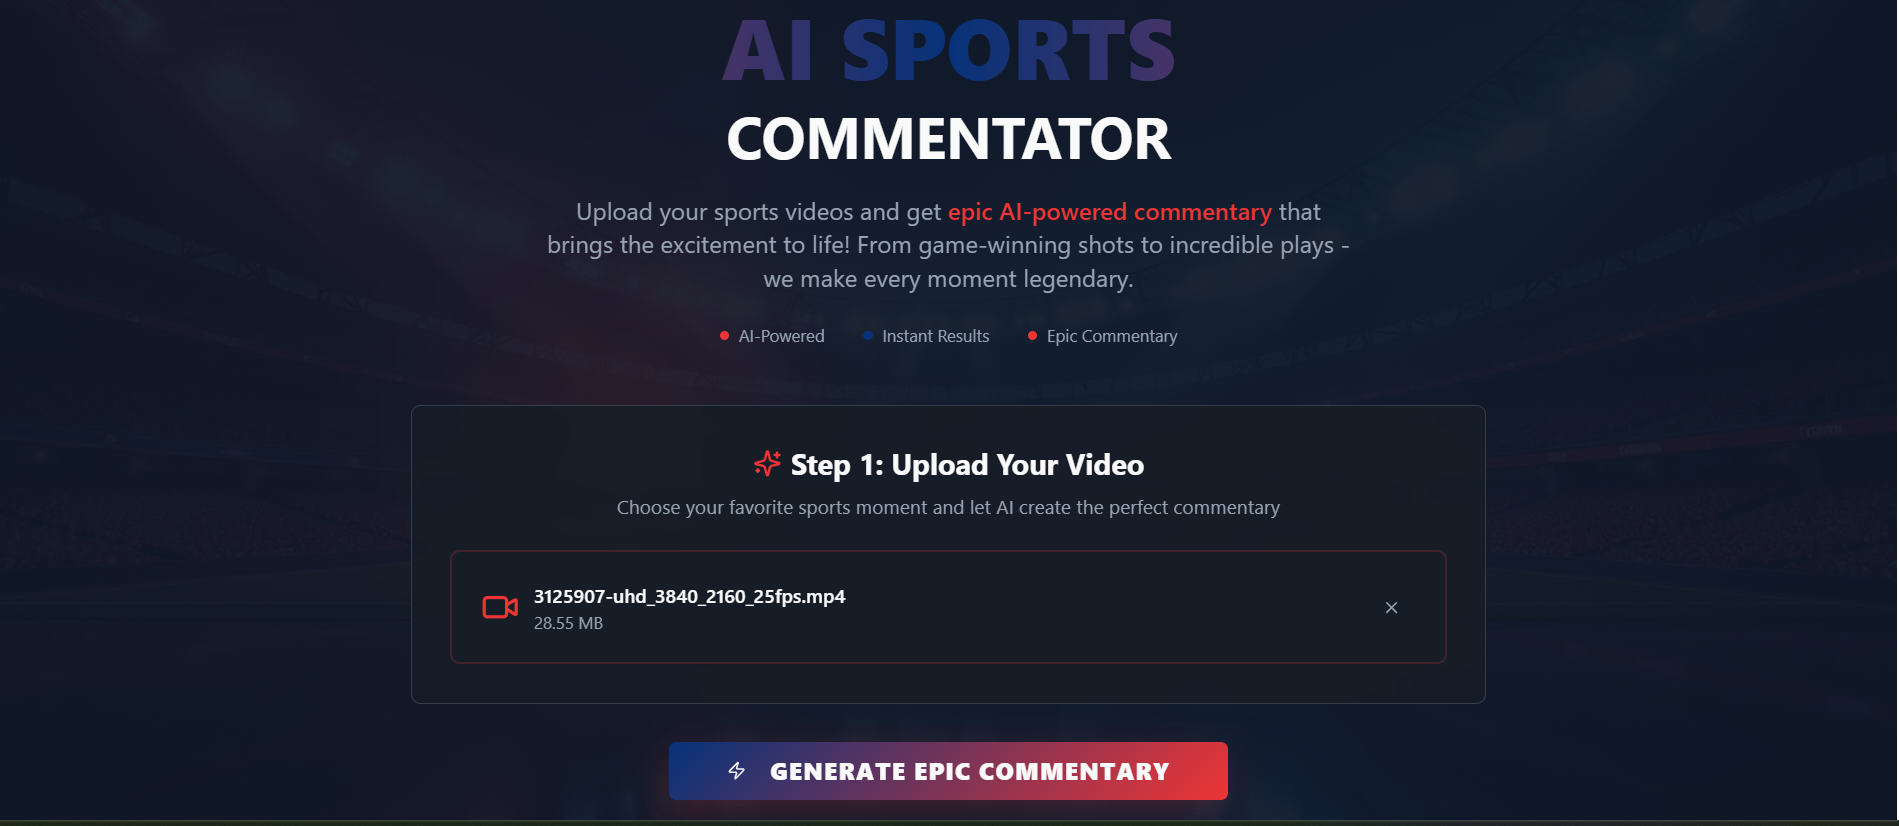 AI SPORTS
COMMENTATOR
Upload your sports videos and get epic AI-powered commentary that
brings the excitement to life! From game-winning shots to incredible plays -
we make every moment legendary.
AI-Powered
Instant Results
Epic Commentary
Step 1: Upload Your Video
Choose your favorite sports moment and let AI create the perfect commentary
3125907-uhd_3840_2160_25fps.mp4
28.55 MB
GENERATE EPIC COMMENTARY